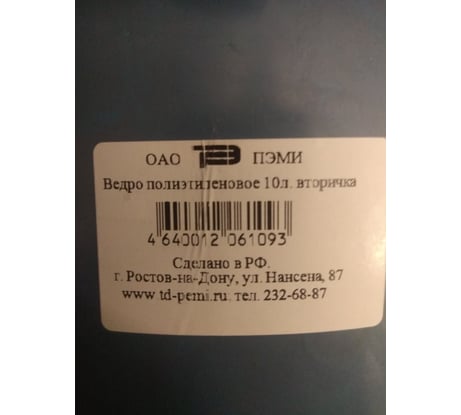 ОАО ПЭМИ
Ведро полиэтиленовое 10л. вторичка
4 640012 061093
Сделано в РФ.
г. Ростов-на-Дону, ул. Нансена, 87
www td-pemi.ru. тел. 232-68-87